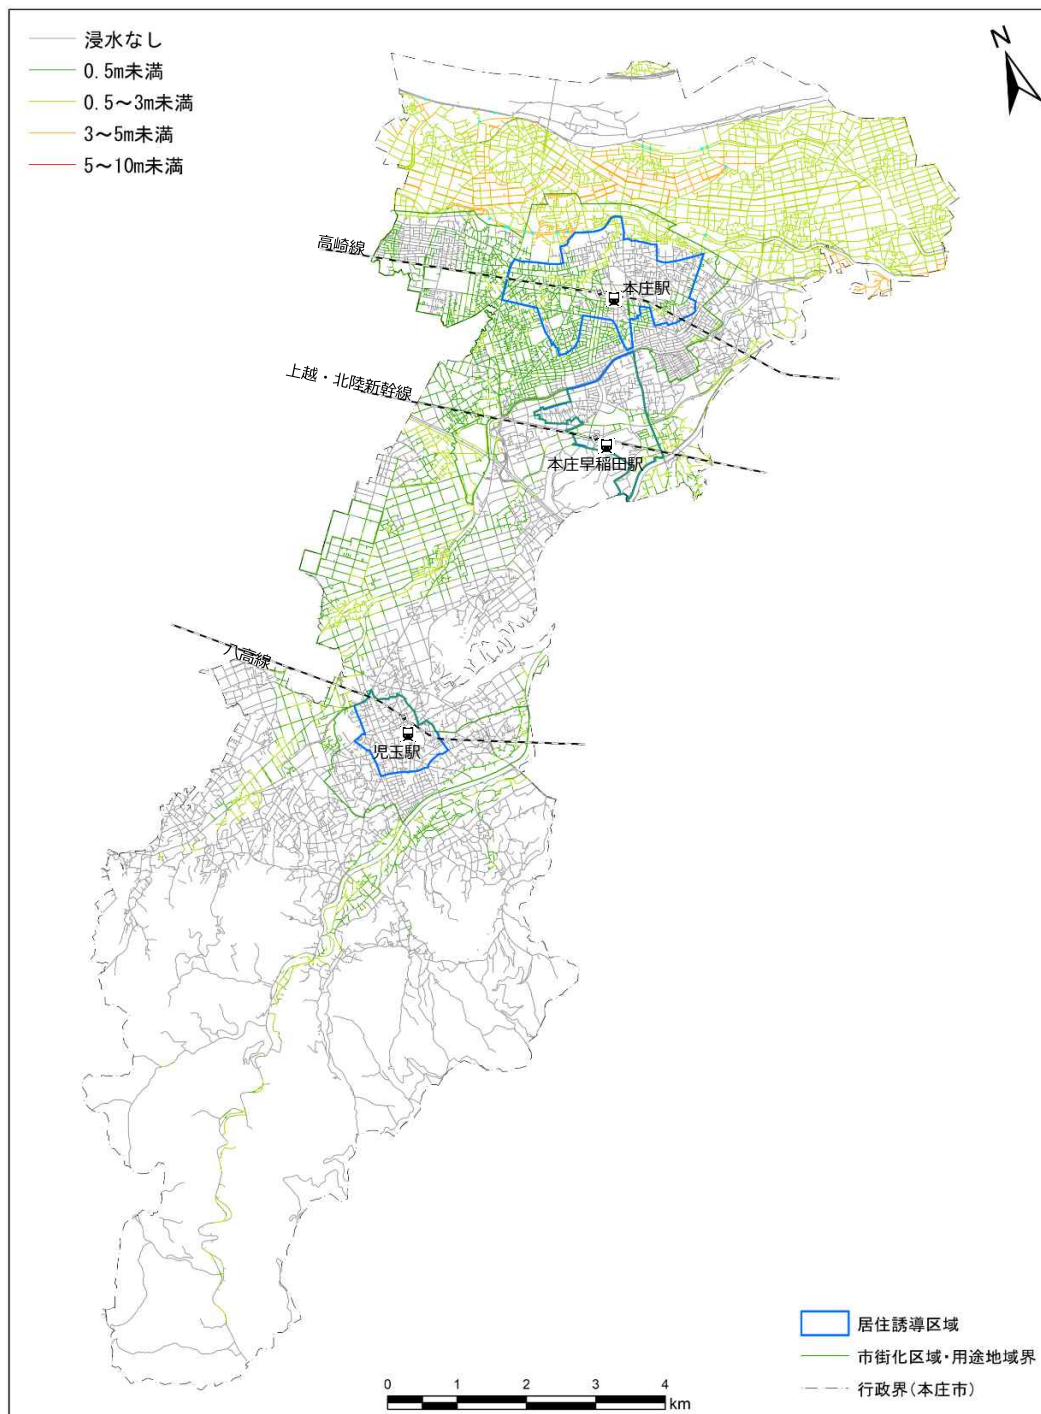 浸水なし
0.5m未満
0.5～3m未満
3～5m未満
5～10m未満
N
高崎線
本庄駅
上越・北陸新幹線
本庄早稲田駅
八高線
児玉駅
居住誘導区域
市街化区域・用途地域界
行政界(本庄市)
0 1 2 3 4
km